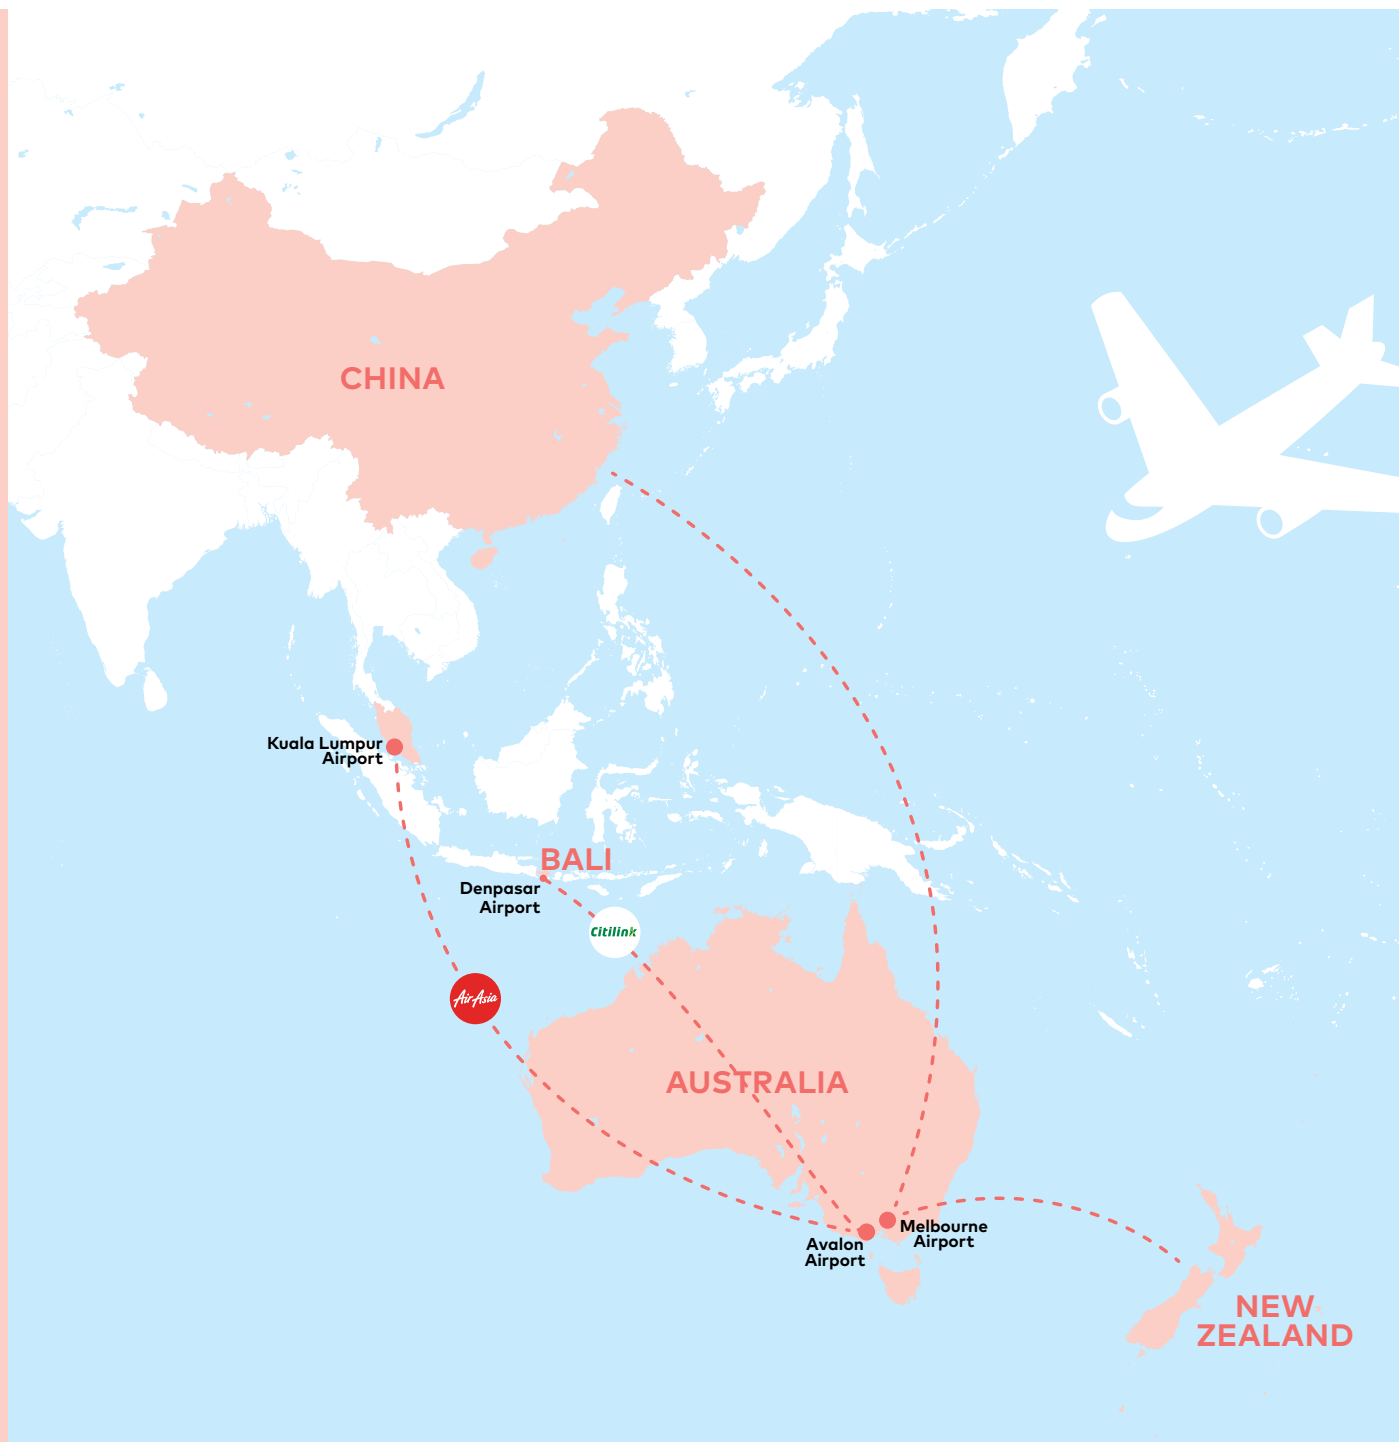 CHINA
Kuala Lumpur
Airport
BALI
Denpasar
Airport
Citilink
AirAsia
AUSTRALIA
Melbourne
Airport
Avalon
Airport
NEW
ZEALAND